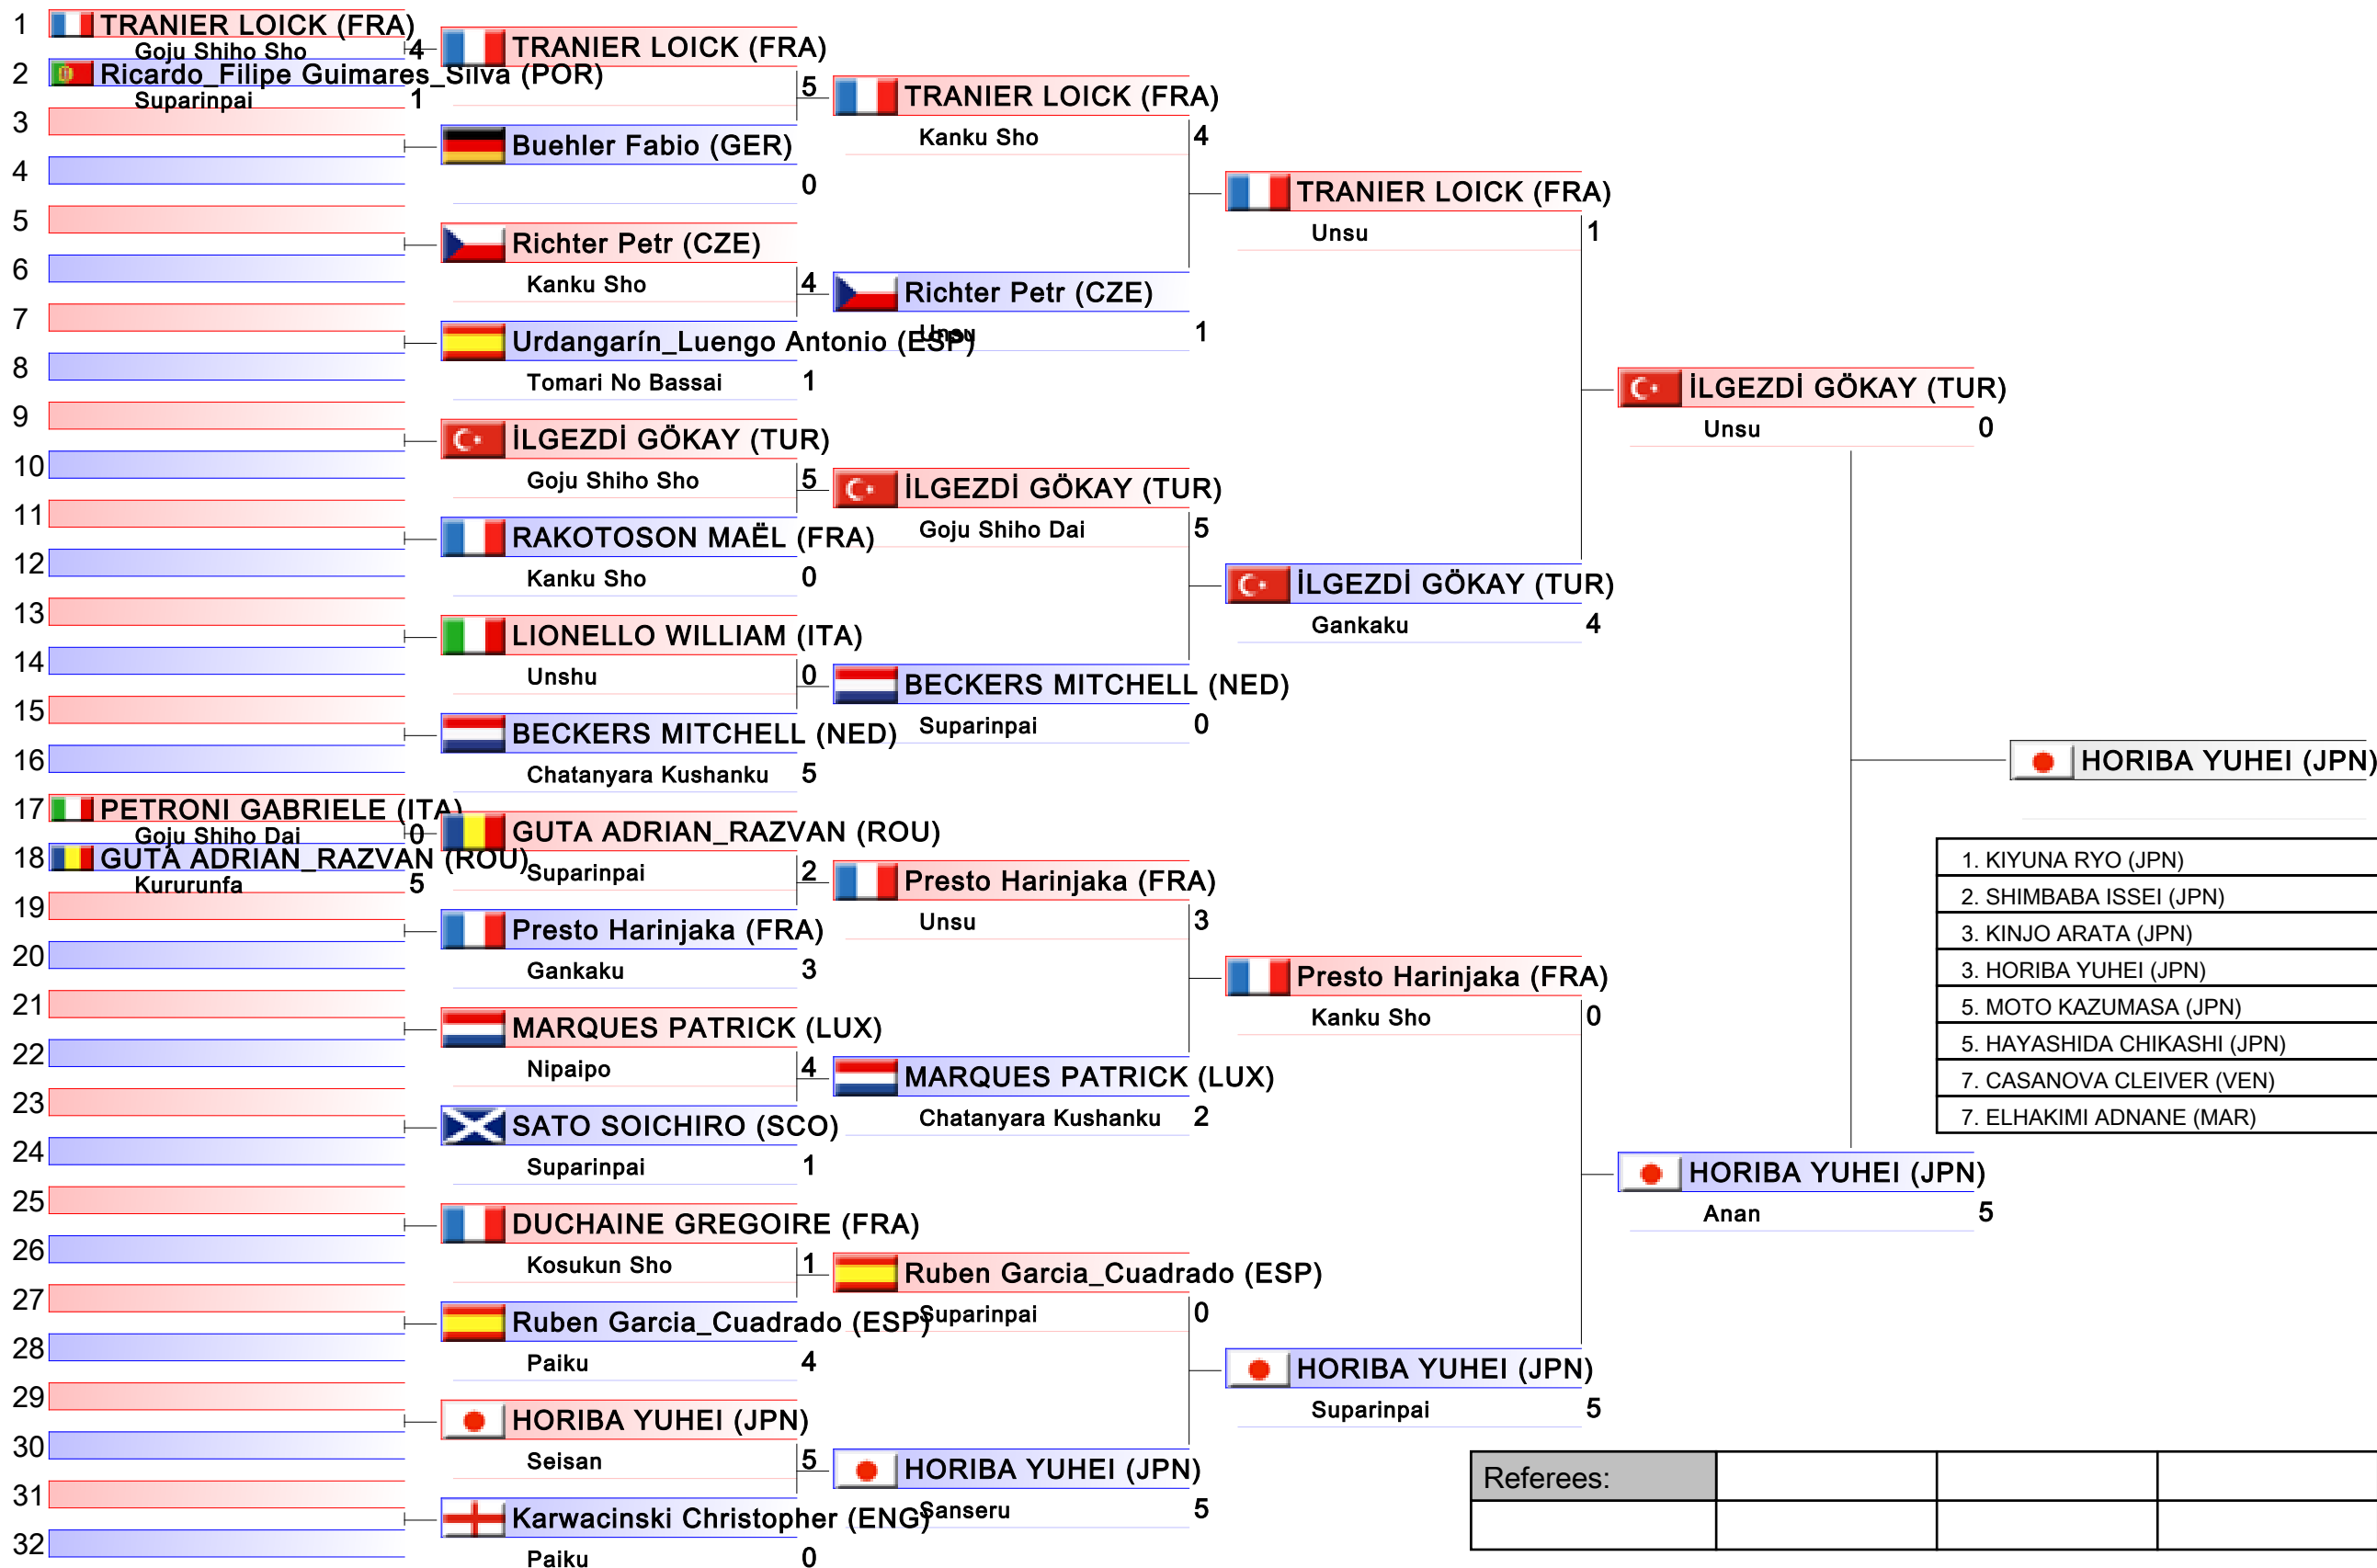 1 TRANIER LOICK (FRA)
Goju Shiho Sho 4
2 Ricardo_Filipe Guimares_Silva (POR)
Suparinpai 1
3
4
5
6
7
8
9
10
11
12
13
14
15
16
17 PETRONI GABRIELE (ITA)
Goju Shiho Dai 0
18 GUTA ADRIAN_RAZVAN (ROU)
Kururunfa 5
19
20
21
22
23
24
25
26
27
28
29
30
31
32
TRANIER LOICK (FRA)
5
Buehler Fabio (GER)
0
Richter Petr (CZE)
Kanku Sho 4
Urdangarín_Luengo Antonio (ESP)
Tomari No Bassai 1
İLGEZDİ GÖKAY (TUR)
Goju Shiho Sho 5
RAKOTOSON MAËL (FRA)
Kanku Sho 0
LIONELLO WILLIAM (ITA)
Unshu 0
BECKERS MITCHELL (NED)
Chatanyara Kushanku 5
GUTA ADRIAN_RAZVAN (ROU)
Suparinpai 2
Presto Harinjaka (FRA)
Gankaku 3
MARQUES PATRICK (LUX)
Nipaipo 4
SATO SOICHIRO (SCO)
Suparinpai 1
DUCHAINE GREGOIRE (FRA)
Kosukun Sho 1
Ruben Garcia_Cuadrado (ESP)
Paiku 4
HORIBA YUHEI (JPN)
Seisan 5
Karwacinski Christopher (ENG)
Paiku 0
TRANIER LOICK (FRA)
Kanku Sho 4
Richter Petr (CZE)
Unsu 1
İLGEZDİ GÖKAY (TUR)
Goju Shiho Dai 5
BECKERS MITCHELL (NED)
Suparinpai 0
Presto Harinjaka (FRA)
Unsu 3
MARQUES PATRICK (LUX)
Chatanyara Kushanku 2
Ruben Garcia_Cuadrado (ESP)
Suparinpai 0
HORIBA YUHEI (JPN)
Sanseru 5
TRANIER LOICK (FRA)
Unsu 1
İLGEZDİ GÖKAY (TUR)
Gankaku 4
Presto Harinjaka (FRA)
Kanku Sho 0
HORIBA YUHEI (JPN)
Suparinpai 5
İLGEZDİ GÖKAY (TUR)
Unsu 0
HORIBA YUHEI (JPN)
Anan 5
HORIBA YUHEI (JPN)
1. KIYUNA RYO (JPN)
2. SHIMBABA ISSEI (JPN)
3. KINJO ARATA (JPN)
3. HORIBA YUHEI (JPN)
5. MOTO KAZUMASA (JPN)
5. HAYASHIDA CHIKASHI (JPN)
7. CASANOVA CLEIVER (VEN)
7. ELHAKIMI ADNANE (MAR)
Referees: